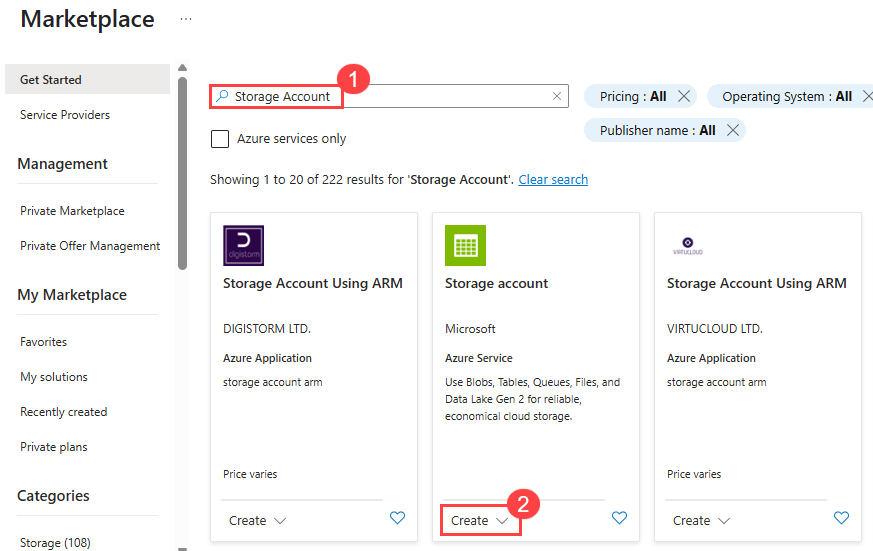 Marketplace ...
Get Started
Service Providers
Management
Private Marketplace
Private Offer Management
My Marketplace
Favorites
My solutions
Recently created
Private plans
Categories
Storage (108)
1
Storage Account
Pricing : All
Operating System : All
Azure services only
Publisher name : All
Showing 1 to 20 of 222 results for 'Storage Account'. Clear search
digistorm
Storage Account Using ARM
DIGISTORM LTD.
Azure Application
storage account arm
Price varies
Create
Storage account
Microsoft
Azure Service
Use Blobs, Tables, Queues, Files, and
Data Lake Gen 2 for reliable,
economical cloud storage.
2
Create
VIRTUCLOUD
Storage Account Using ARM
VIRTUCLOUD LTD.
Azure Application
storage account arm
Price varies
Create